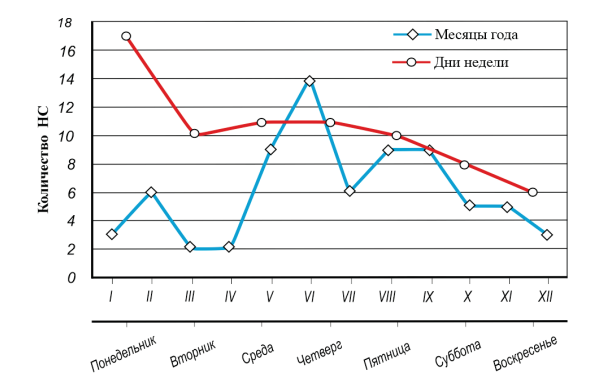 18
Месяцы года
16
Дни недели
14
12
10
8
6
4
2
0
Количество НС
I II III IV V VI VII VIII IX X XI XII
Понедельник Вторник Среда Четверг Пятница Суббота Воскресенье